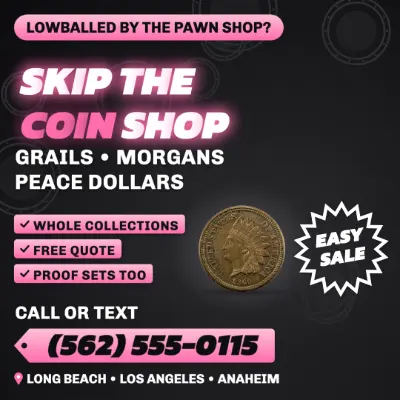 LOWBALLED BY THE PAWN SHOP?
SKIP THE
COIN SHOP
GRAILS • MORGANS
PEACE DOLLARS
WHOLE COLLECTIONS
FREE QUOTE
PROOF SETS TOO
EASY
SALE
CALL OR TEXT
(562) 555-0115
LONG BEACH • LOS ANGELES • ANAHEIM